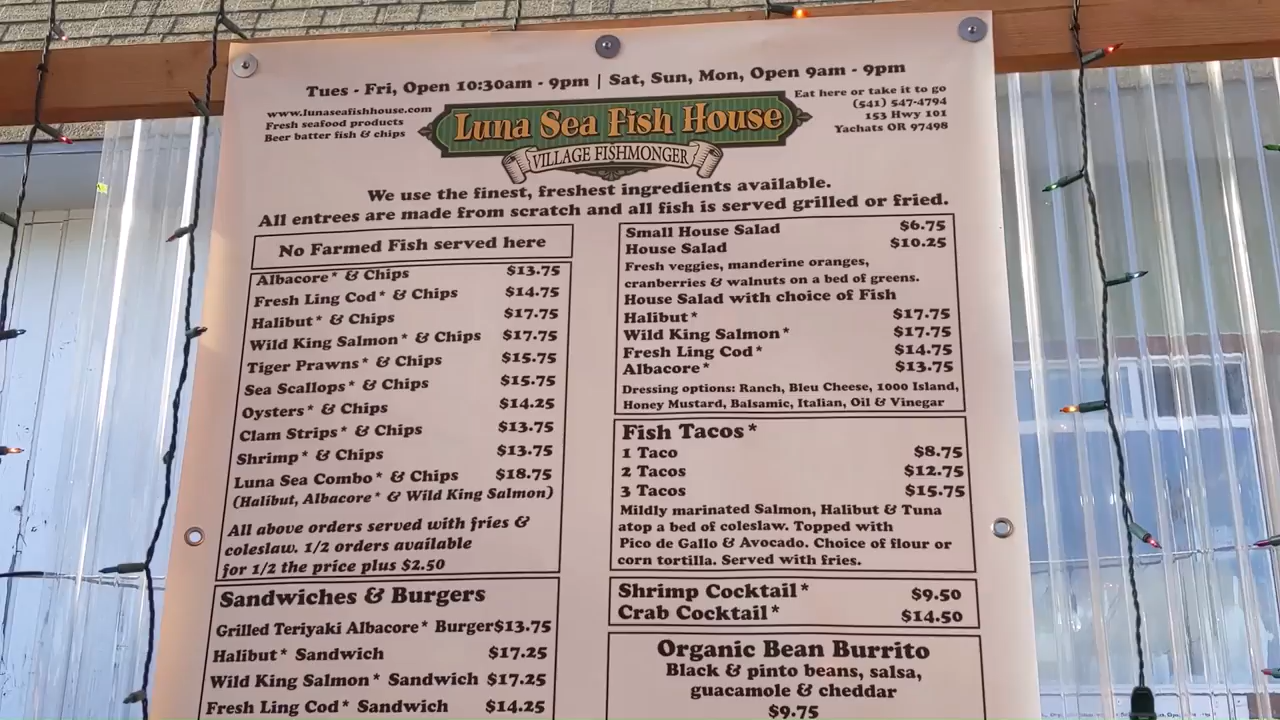 Tues - Fri, Open 10:30am - 9pm | Sat, Sun, Mon, Open 9am - 9pm
www.lunaseafishhouse.com
Fresh seafood products
Beer batter fish & chips
Luna Sea Fish House
VILLAGE FISHMONGER
Eat here or take it to go
(541) 547-4794
153 Hwy 101
Yachats OR 97498
We use the finest, freshest ingredients available.
All entrees are made from scratch and all fish is served grilled or fried.
No Farmed Fish served here
Albacore* & Chips $13.75
Fresh Ling Cod* & Chips $14.75
Halibut* & Chips $17.75
Wild King Salmon* & Chips $17.75
Tiger Prawns* & Chips $15.75
Sea Scallops* & Chips $15.75
Oysters* & Chips $14.25
Clam Strips* & Chips $13.75
Shrimp* & Chips $13.75
Luna Sea Combo* & Chips $18.75
(Halibut, Albacore* & Wild King Salmon)
All above orders served with fries &
coleslaw. 1/2 orders available
for 1/2 the price plus $2.50
Sandwiches & Burgers
Grilled Teriyaki Albacore* Burger $13.75
Halibut* Sandwich $17.25
Wild King Salmon* Sandwich $17.25
Fresh Ling Cod* Sandwich $14.25
Small House Salad $6.75
House Salad $10.25
Fresh veggies, manderine oranges,
cranberries & walnuts on a bed of greens.
House Salad with choice of Fish
Halibut* $17.75
Wild King Salmon* $17.75
Fresh Ling Cod* $14.75
Albacore* $13.75
Dressing options: Ranch, Bleu Cheese, 1000 Island,
Honey Mustard, Balsamic, Italian, Oil & Vinegar
Fish Tacos*
1 Taco $8.75
2 Tacos $12.75
3 Tacos $15.75
Mildly marinated Salmon, Halibut & Tuna
atop a bed of coleslaw. Topped with
Pico de Gallo & Avocado. Choice of flour or
corn tortilla. Served with fries.
Shrimp Cocktail* $9.50
Crab Cocktail* $14.50
Organic Bean Burrito
Black & pinto beans, salsa,
guacamole & cheddar
$9.75